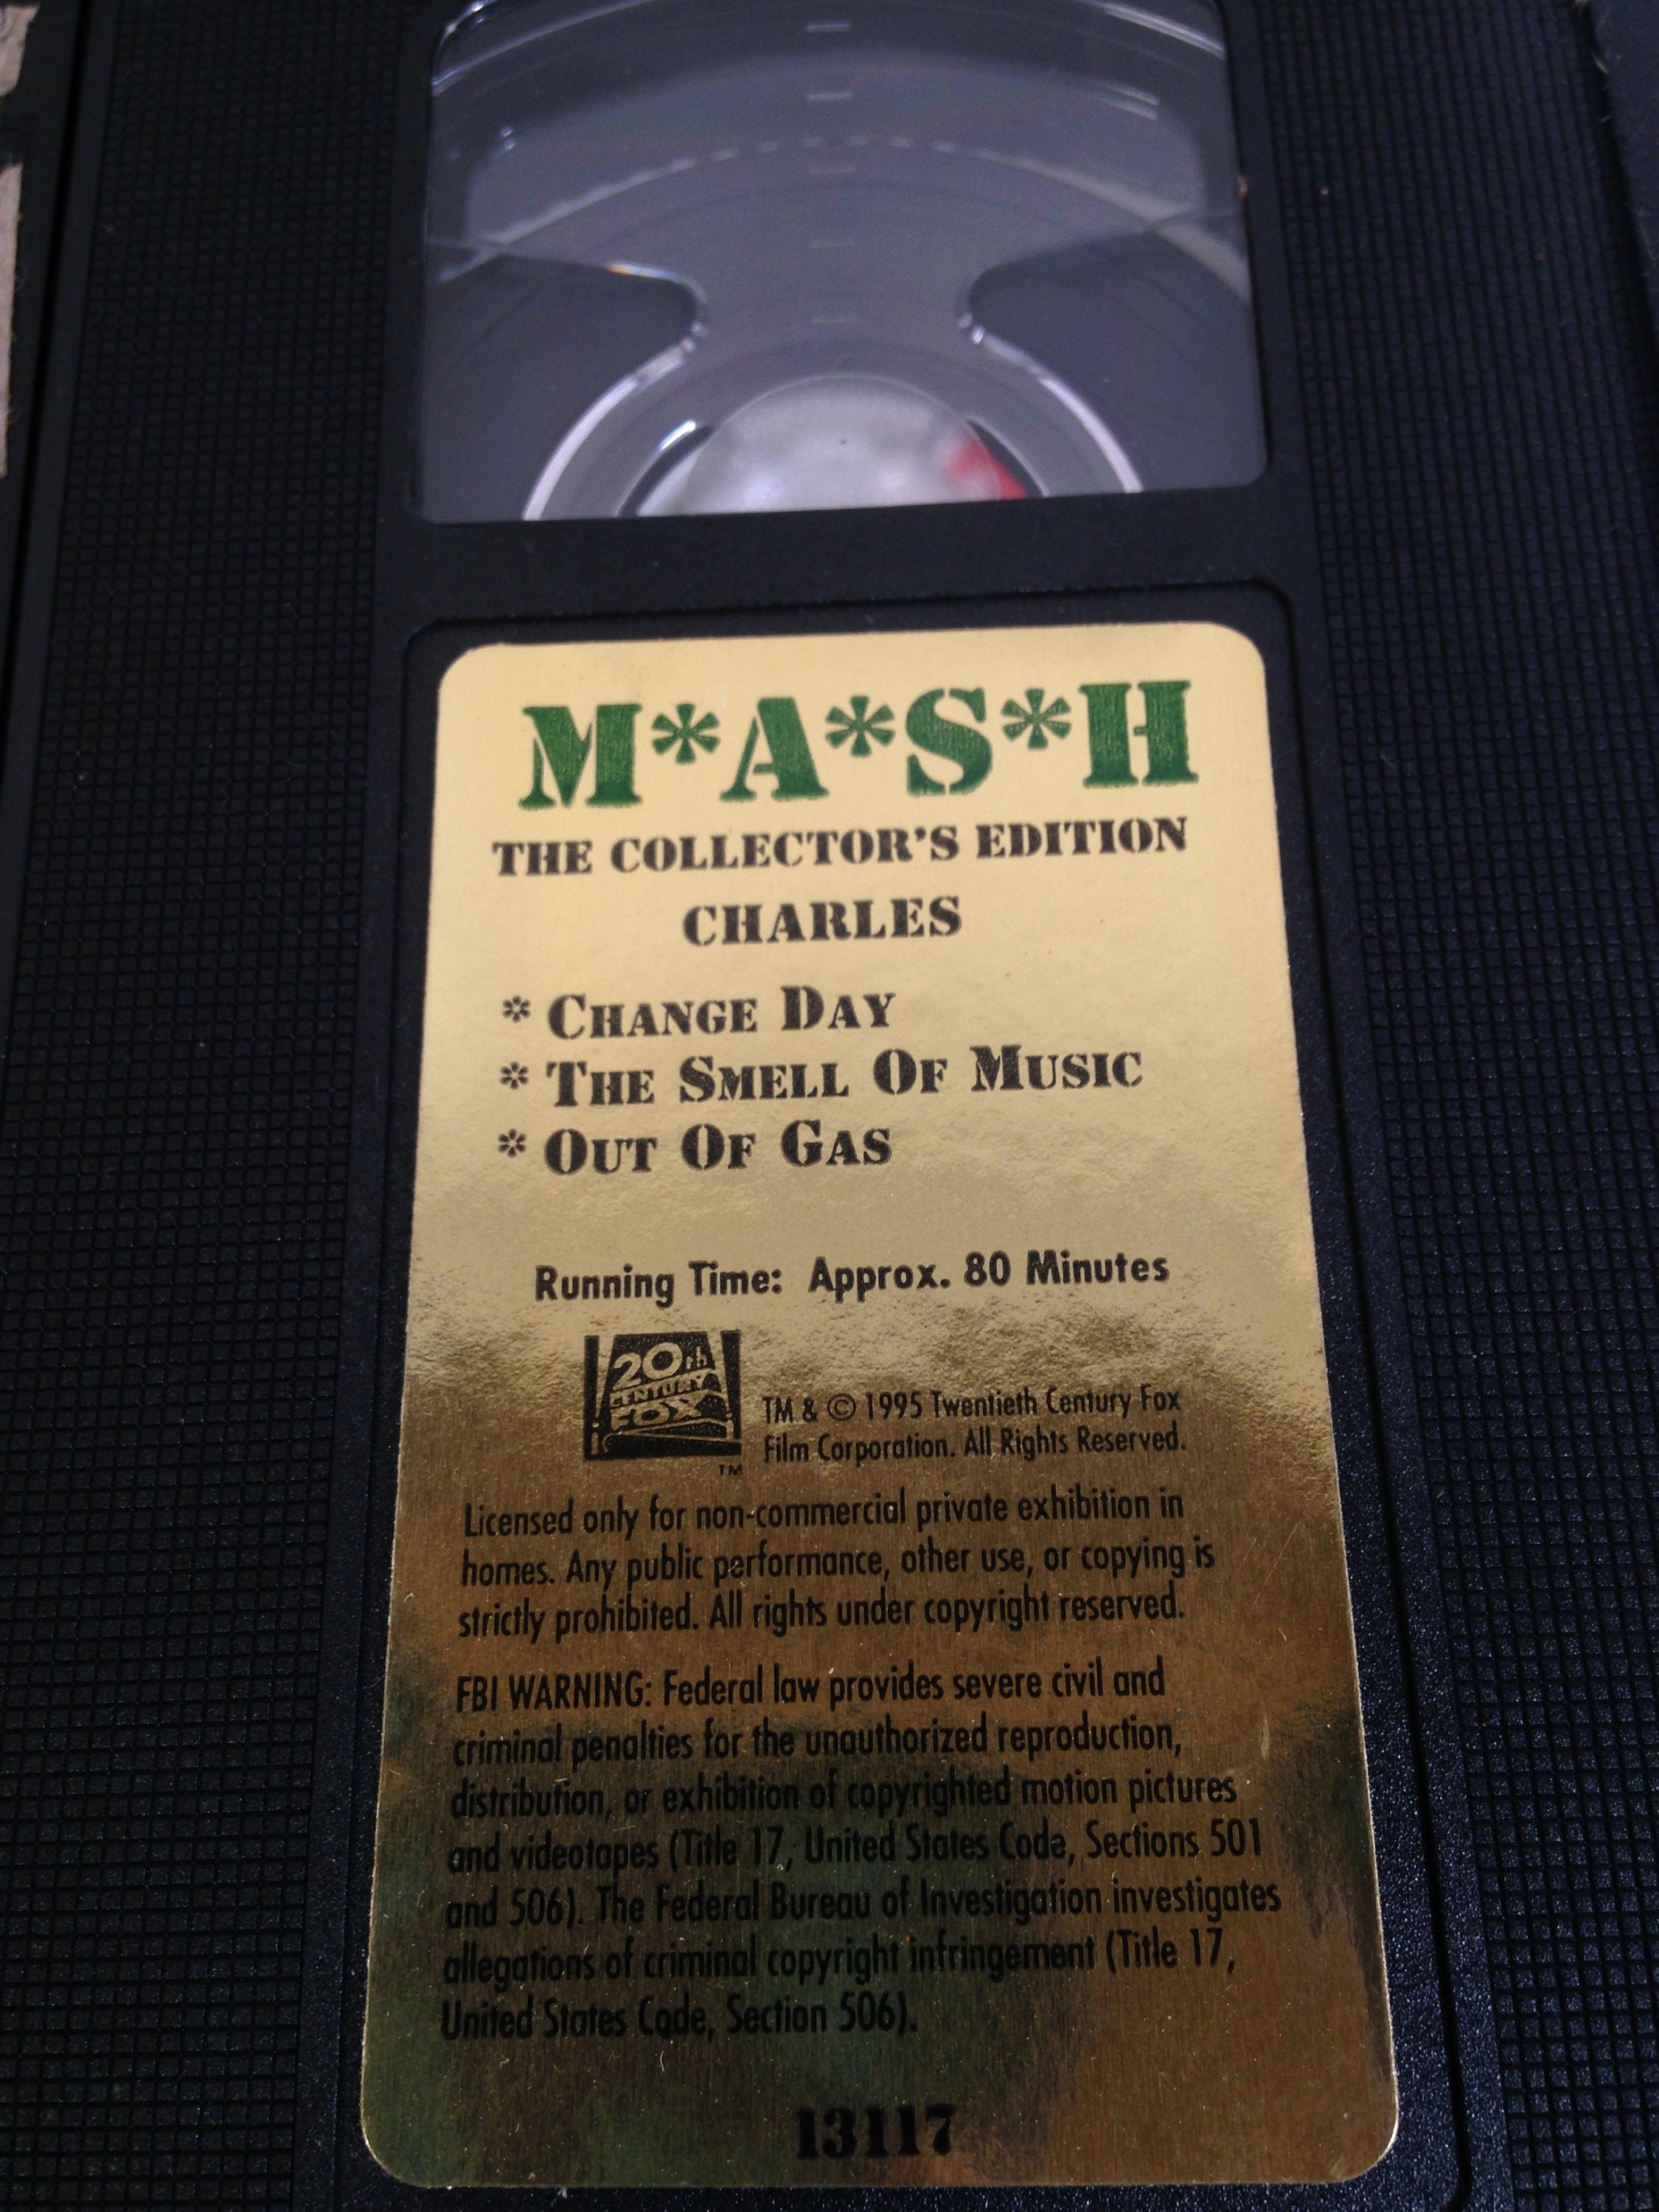 M*A*S*H
THE COLLECTOR'S EDITION
CHARLES
* CHANGE DAY
* THE SMELL OF MUSIC
* OUT OF GAS
Running Time: Approx. 80 Minutes
20th
CENTURY
FOX
TM
TM & © 1995 Twentieth Century Fox
Film Corporation. All Rights Reserved.
Licensed only for non-commercial private exhibition in
homes. Any public performance, other use, or copying is
strictly prohibited. All rights under copyright reserved.
FBI WARNING: Federal law provides severe civil and
criminal penalties for the unauthorized reproduction,
distribution, or exhibition of copyrighted motion pictures
and videotapes (Title 17, United States Code, Sections 501
and 506). The Federal Bureau of Investigation investigates
allegations of criminal copyright infringement (Title 17,
United States Code, Section 506).
13117